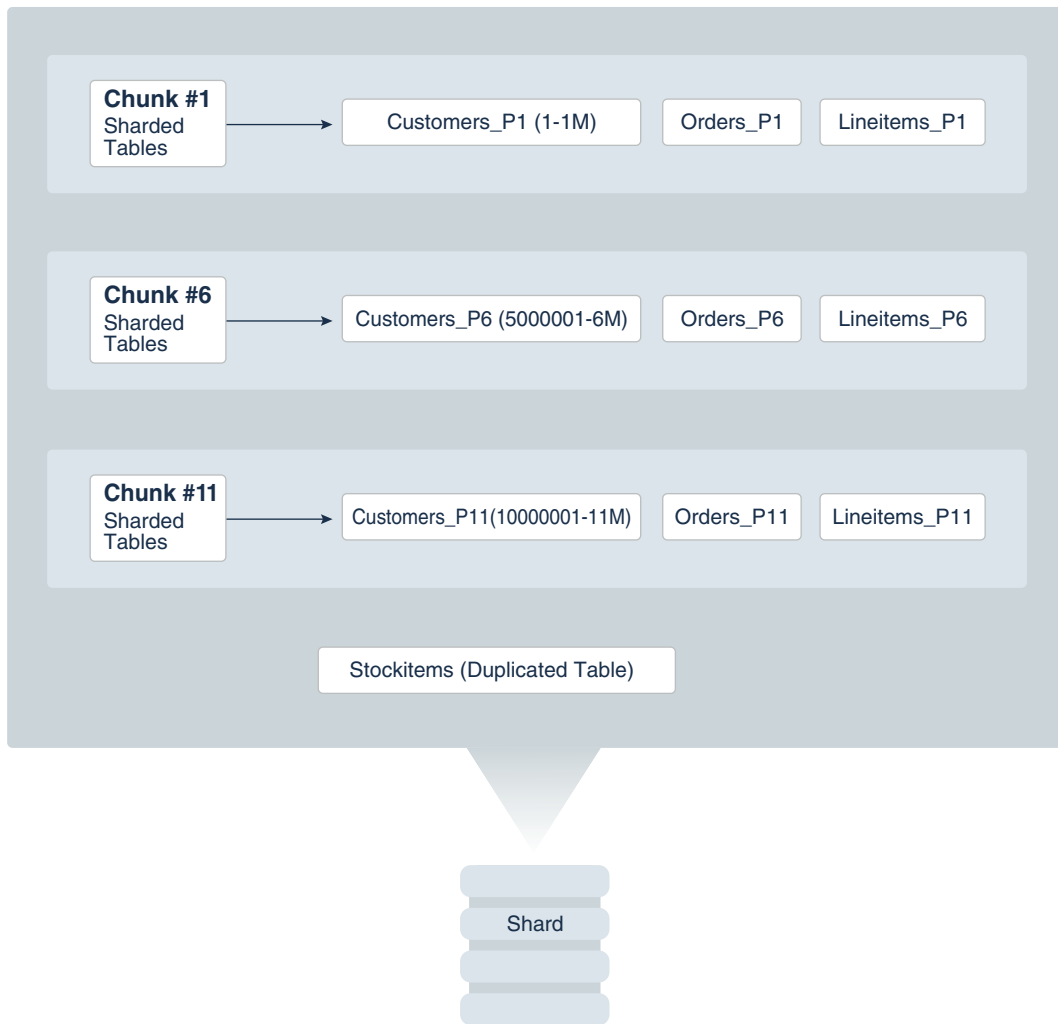 Chunk #1
Sharded
Tables
Customers_P1 (1-1M)
Orders_P1
Lineitems_P1
Chunk #6
Sharded
Tables
Customers_P6 (5000001-6M)
Orders_P6
Lineitems_P6
Chunk #11
Sharded
Tables
Customers_P11(10000001-11M)
Orders_P11
Lineitems_P11
Stockitems (Duplicated Table)
Shard